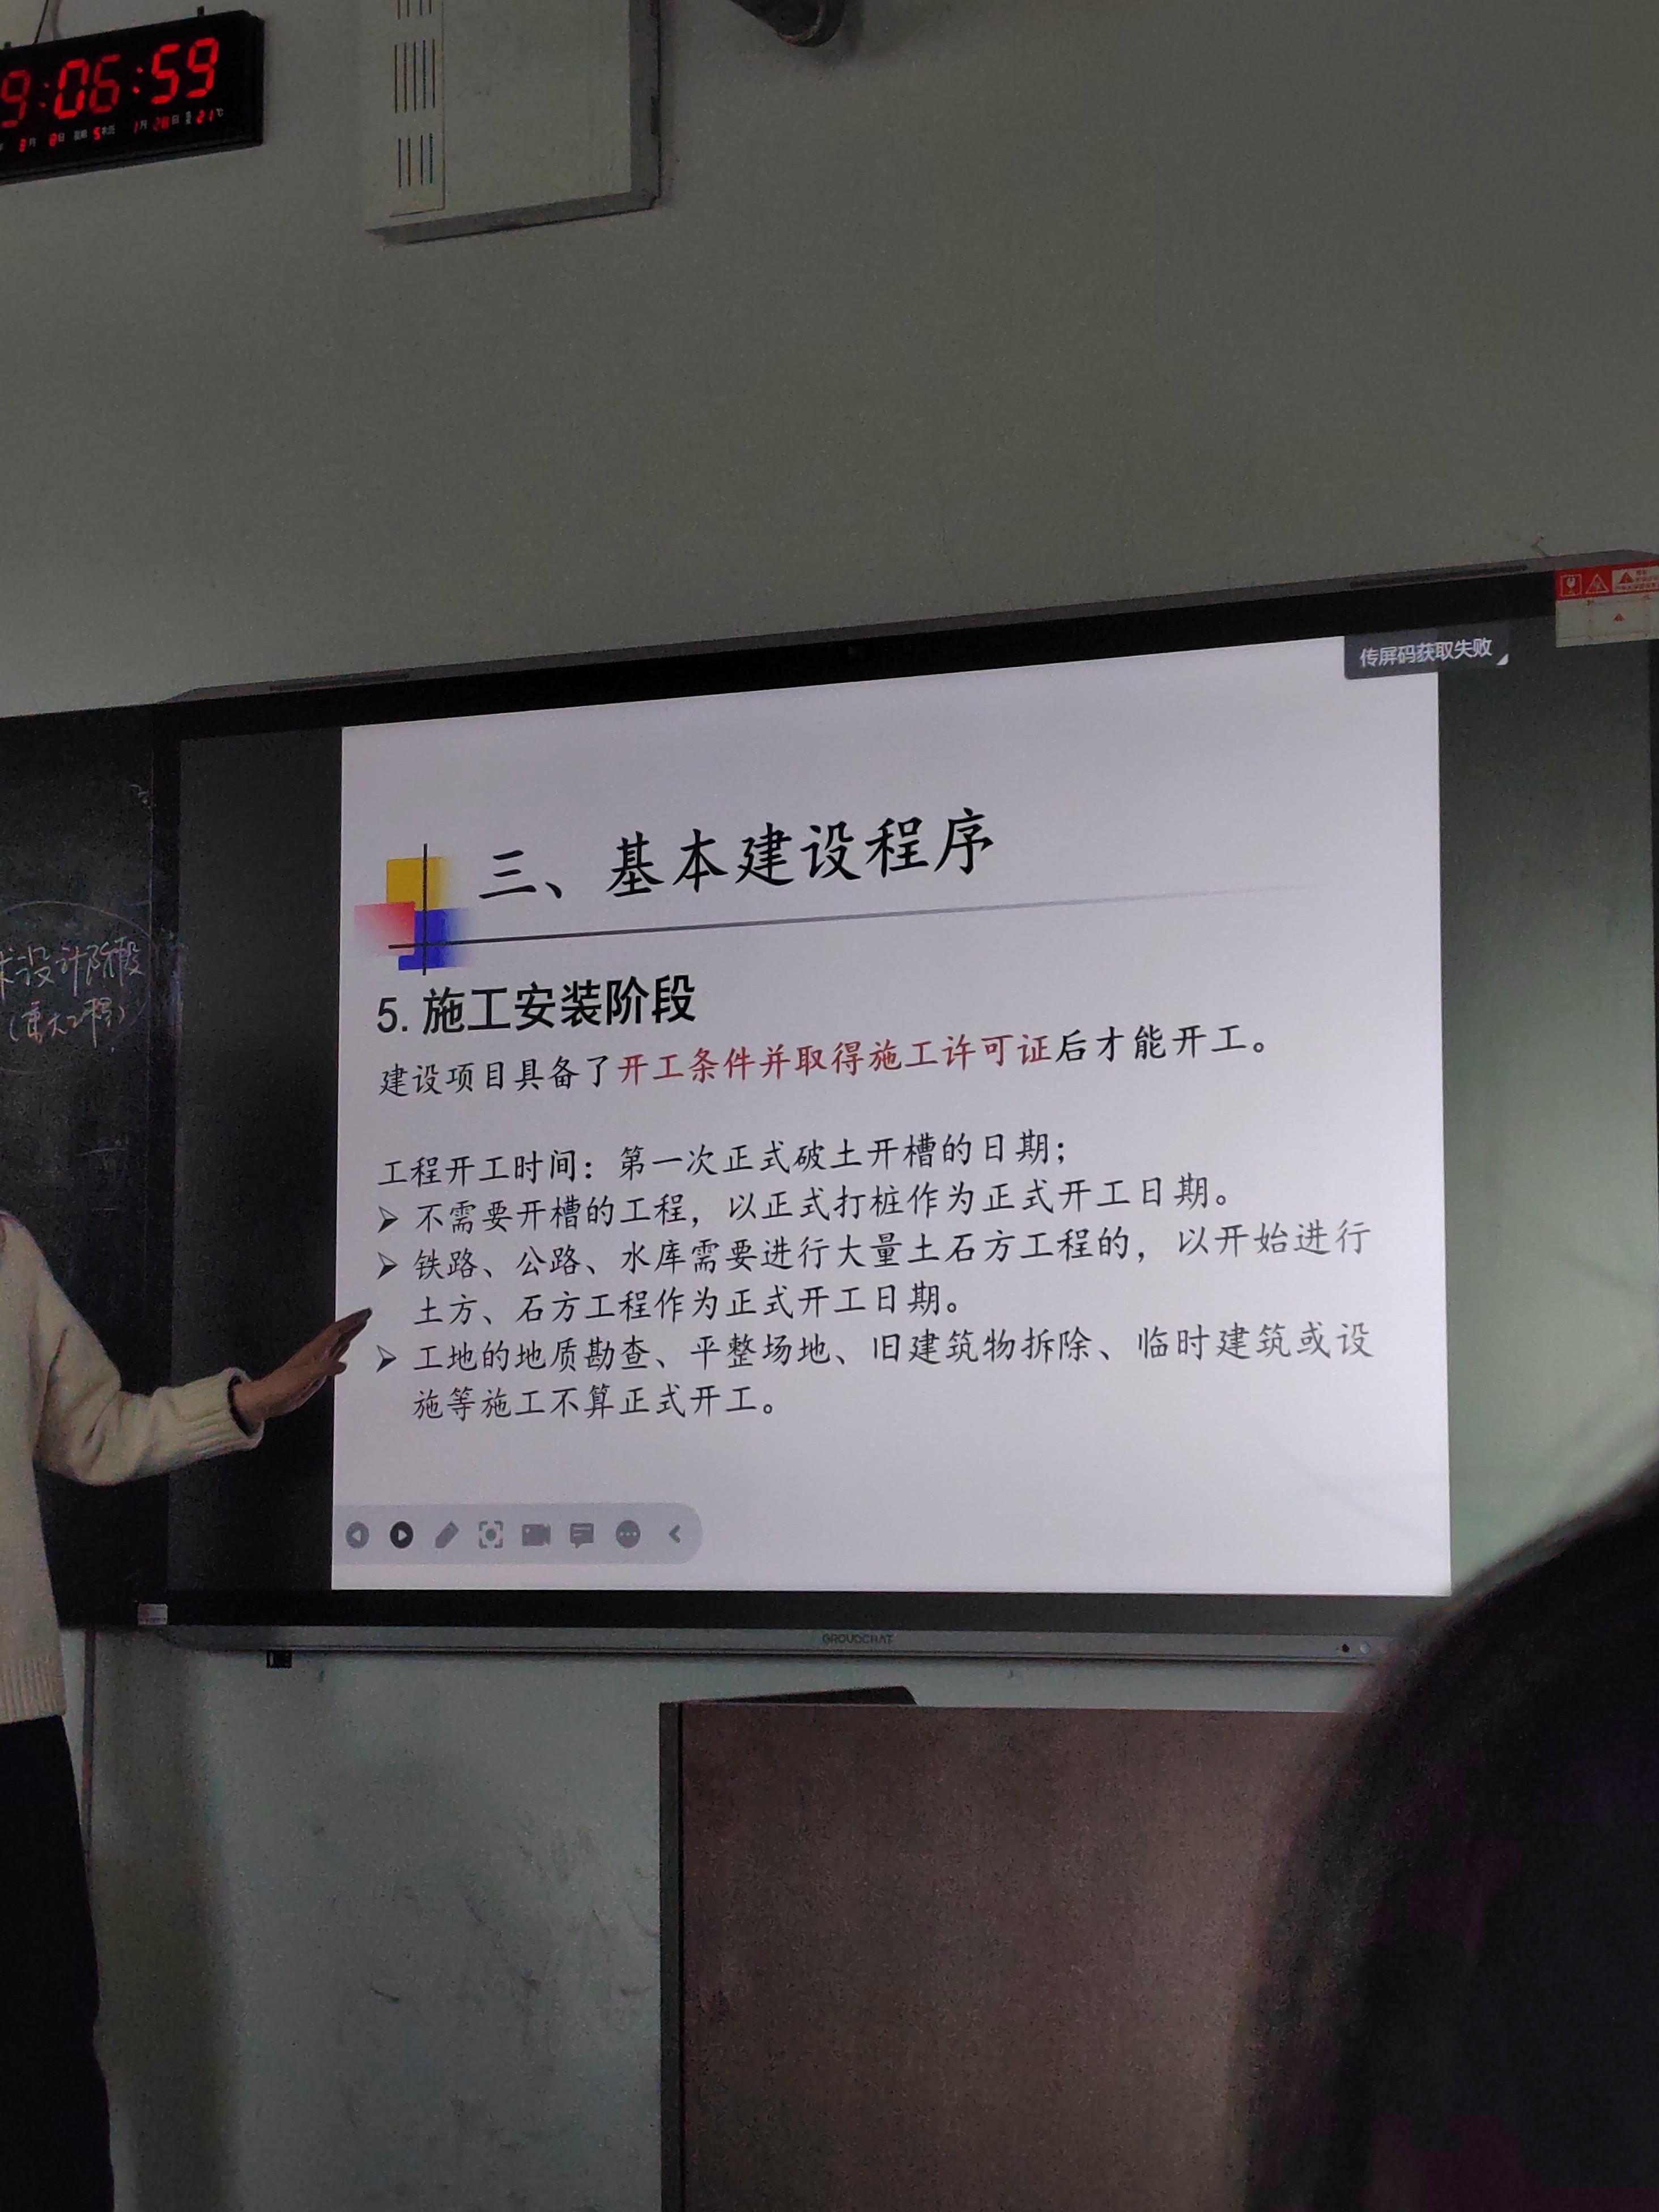 9:06:59
传屏码获取失败
三、基本建设程序
5. 施工安装阶段
建设项目具备了开工条件并取得施工许可证后才能开工。
工程开工时间：第一次正式破土开槽的日期；
➢ 不需要开槽的工程，以正式打桩作为正式开工日期。
➢ 铁路、公路、水库需要进行大量土石方工程的，以开始进行
土方、石方工程作为正式开工日期。
➢ 工地的地质勘查、平整场地、旧建筑物拆除、临时建筑或设
施等施工不算正式开工。
术设计阶段
（重大工程）